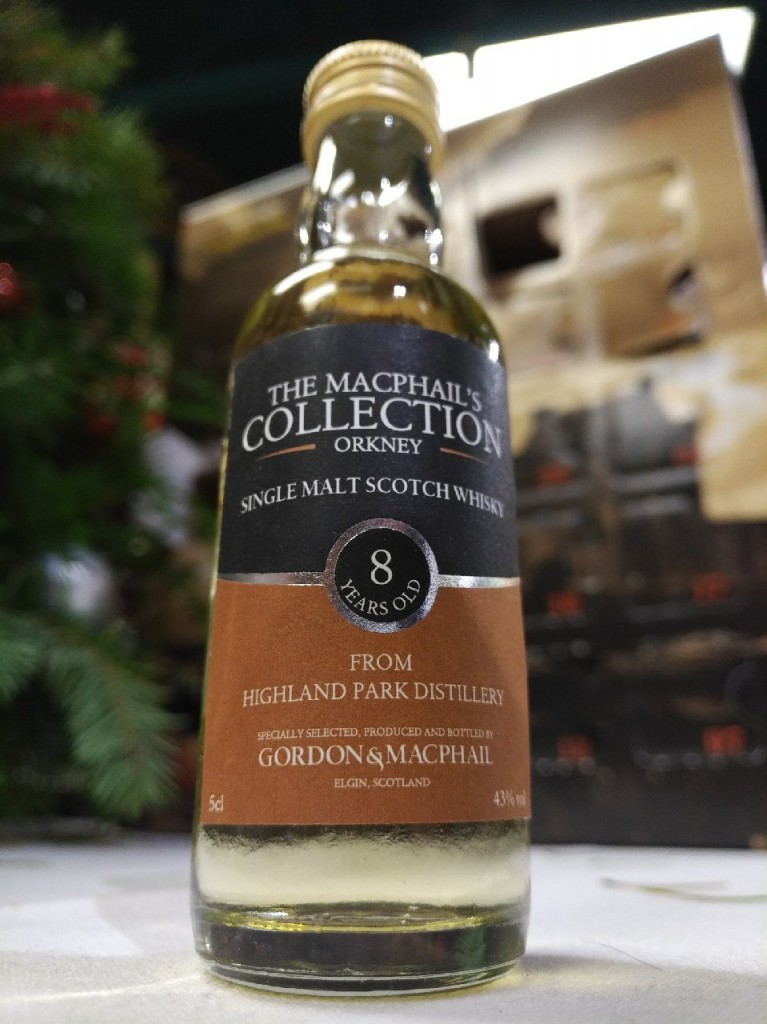 THE MACPHAIL'S
COLLECTION
ORKNEY
SINGLE MALT SCOTCH WHISKY
8
YEARS OLD
FROM
HIGHLAND PARK DISTILLERY
SPECIALLY SELECTED, PRODUCED AND BOTTLED BY
GORDON & MACPHAIL
ELGIN, SCOTLAND
5cl 43% vol